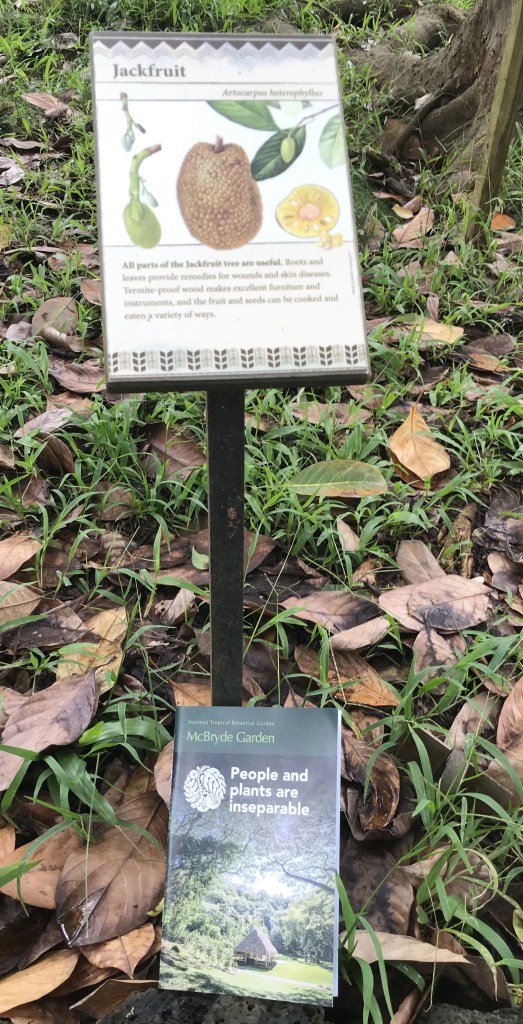 Jackfruit
Artocarpus heterophyllus
All parts of the Jackfruit tree are useful. Roots and
leaves provide remedies for wounds and skin diseases.
Termite-proof wood makes excellent furniture and
instruments, and the fruit and seeds can be cooked and
eaten a variety of ways.
National Tropical Botanical Garden
McBryde Garden
People and
plants are
inseparable